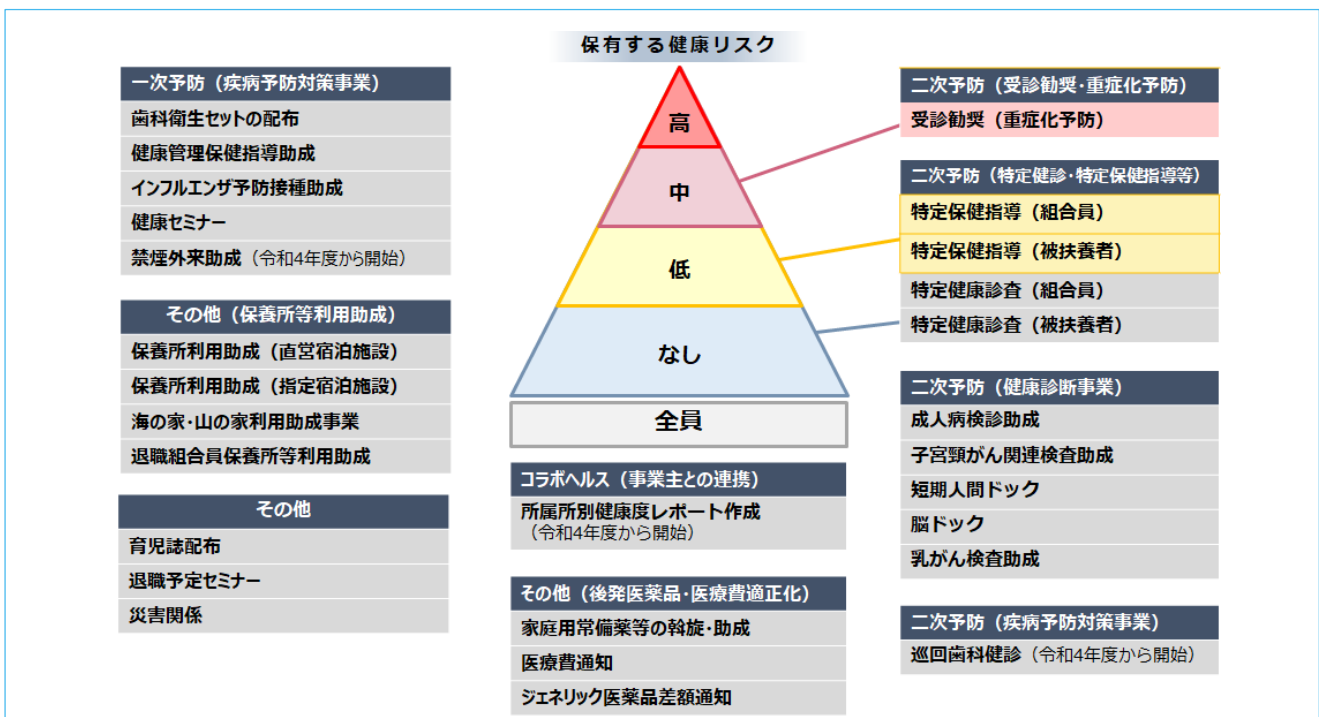 保有する健康リスク
高
中
低
なし
全員
一次予防（疾病予防対策事業）
歯科衛生セットの配布
健康管理保健指導助成
インフルエンザ予防接種助成
健康セミナー
禁煙外来助成（令和4年度から開始）
その他（保養所等利用助成）
保養所利用助成（直営宿泊施設）
保養所利用助成（指定宿泊施設）
海の家・山の家利用助成事業
退職組合員保養所等利用助成
その他
育児誌配布
退職予定セミナー
災害関係
コラボヘルス（事業主との連携）
所属所別健康度レポート作成
（令和4年度から開始）
その他（後発医薬品・医療費適正化）
家庭用常備薬等の斡旋・助成
医療費通知
ジェネリック医薬品差額通知
二次予防（受診勧奨・重症化予防）
受診勧奨（重症化予防）
二次予防（特定健診・特定保健指導等）
特定保健指導（組合員）
特定保健指導（被扶養者）
特定健康診査（組合員）
特定健康診査（被扶養者）
二次予防（健康診断事業）
成人病検診助成
子宮頸がん関連検査助成
短期人間ドック
脳ドック
乳がん検査助成
二次予防（疾病予防対策事業）
巡回歯科健診（令和4年度から開始）